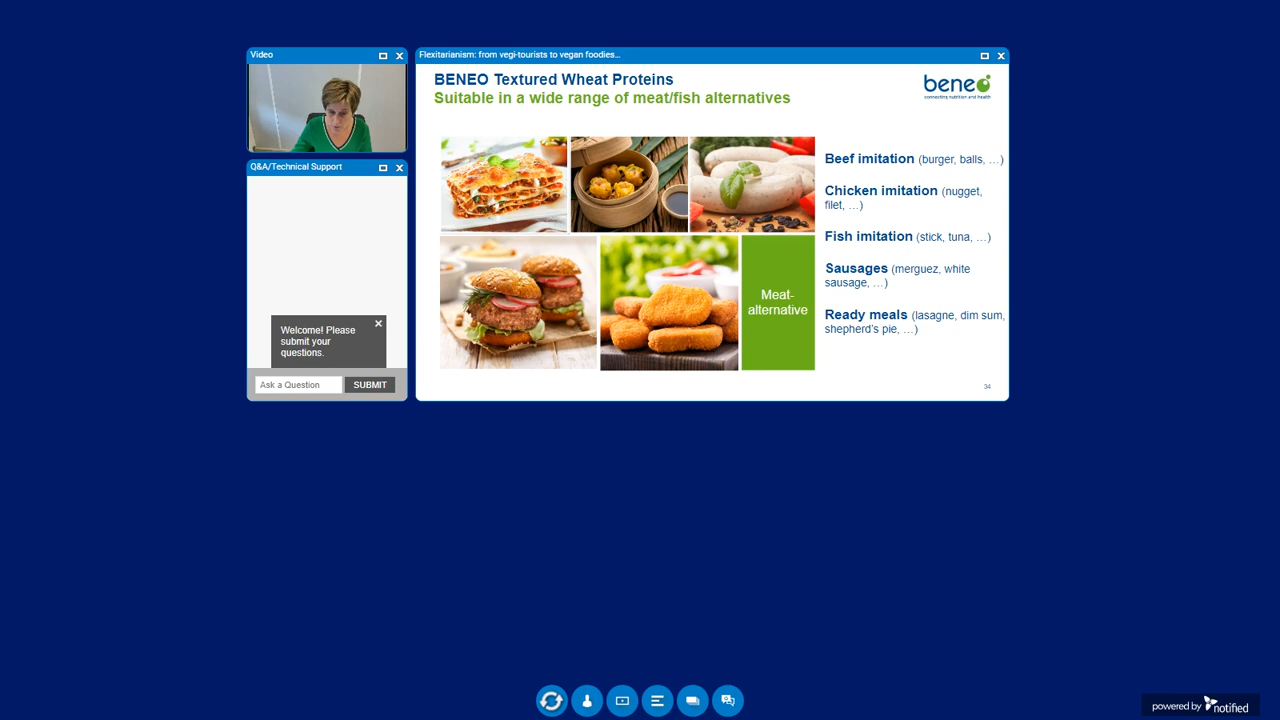 Video
Flexitarianism: from vegi-tourists to vegan foodies...
BENEO Textured Wheat Proteins
Suitable in a wide range of meat/fish alternatives
beneo
connecting nutrition and health
Beef imitation (burger, balls, …)
Chicken imitation (nugget,
filet, …)
Fish imitation (stick, tuna, …)
Sausages (merguez, white
sausage, …)
Ready meals (lasagne, dim sum,
shepherd's pie, …)
Meat-
alternative
34
Q&A/Technical Support
Welcome! Please
submit your
questions.
Ask a Question
SUBMIT
powered by notified